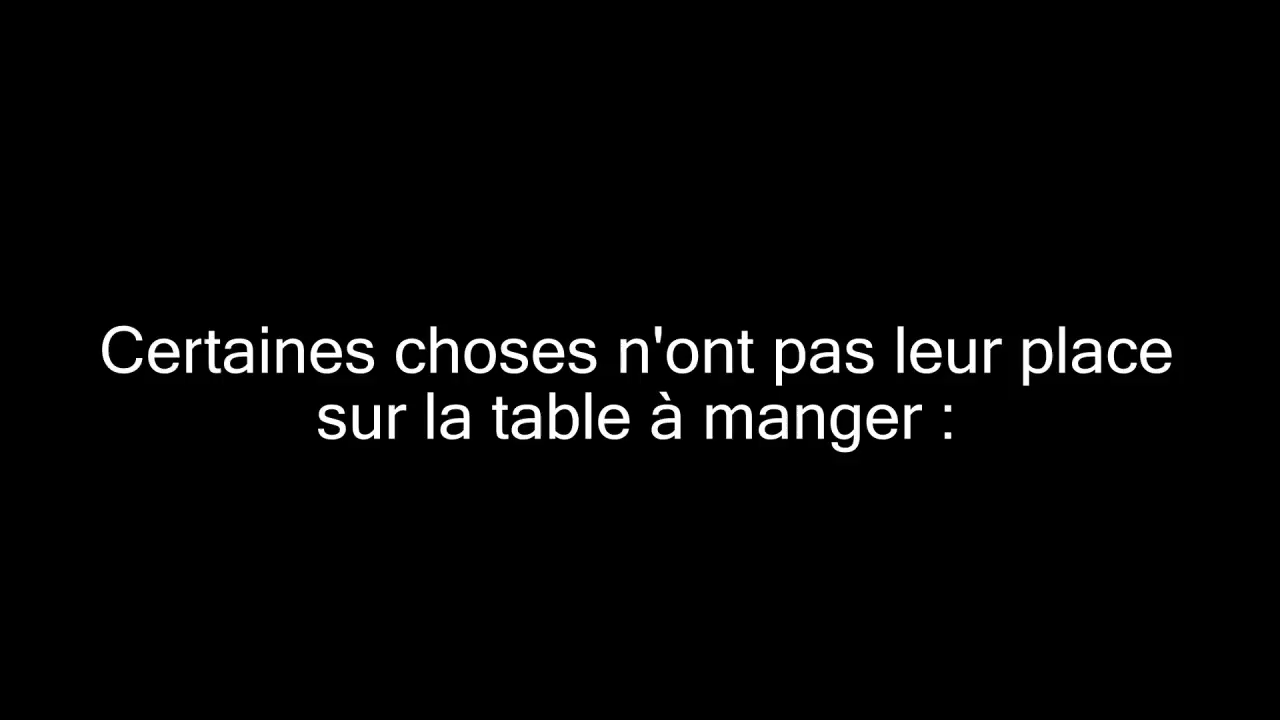 Certaines choses n'ont pas leur place
sur la table à manger :